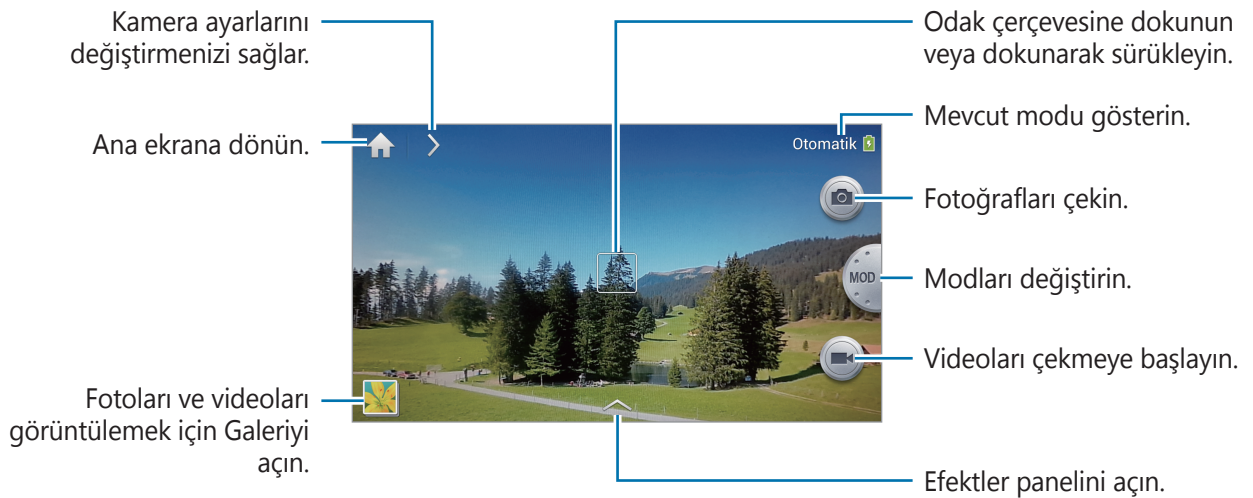 Kamera ayarlarını
değiştirmenizi sağlar.
Ana ekrana dönün.
Fotoları ve videoları
görüntülemek için Galeriyi
açın.
Otomatik
MOD
Odak çerçevesine dokunun
veya dokunarak sürükleyin.
Mevcut modu gösterin.
Fotoğrafları çekin.
Modları değiştirin.
Videoları çekmeye başlayın.
Efektler panelini açın.